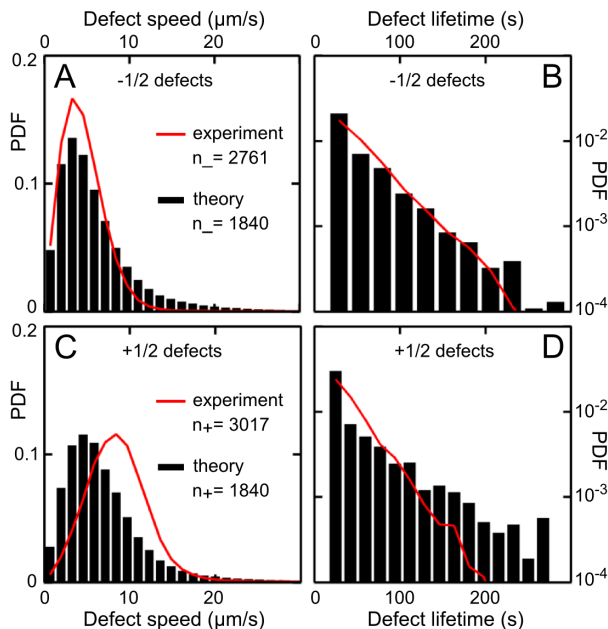 Defect speed (µm/s)
0 10 20
Defect lifetime (s)
0 100 200
A
-1/2 defects
0.2
0.1
0
PDF
experiment
n_= 2761
theory
n_= 1840
B
-1/2 defects
10⁻²
10⁻³
10⁻⁴
PDF
C
+1/2 defects
0.2
0.1
0
PDF
experiment
n+= 3017
theory
n+= 1840
D
+1/2 defects
10⁻²
10⁻³
10⁻⁴
PDF
0 10 20
Defect speed (µm/s)
0 100 200
Defect lifetime (s)